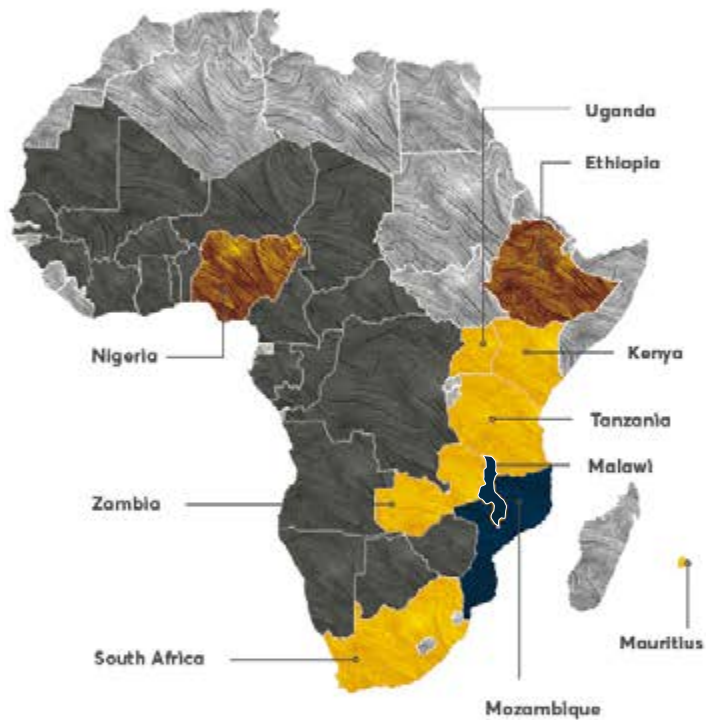 Uganda
Ethiopia
Nigeria
Kenya
Tanzania
Malawi
Zambia
Mauritius
South Africa
Mozambique